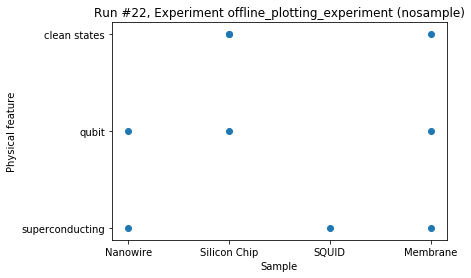 Run #22, Experiment offline_plotting_experiment (nosample)
clean states
qubit
superconducting
Physical feature
Nanowire Silicon Chip SQUID Membrane
Sample